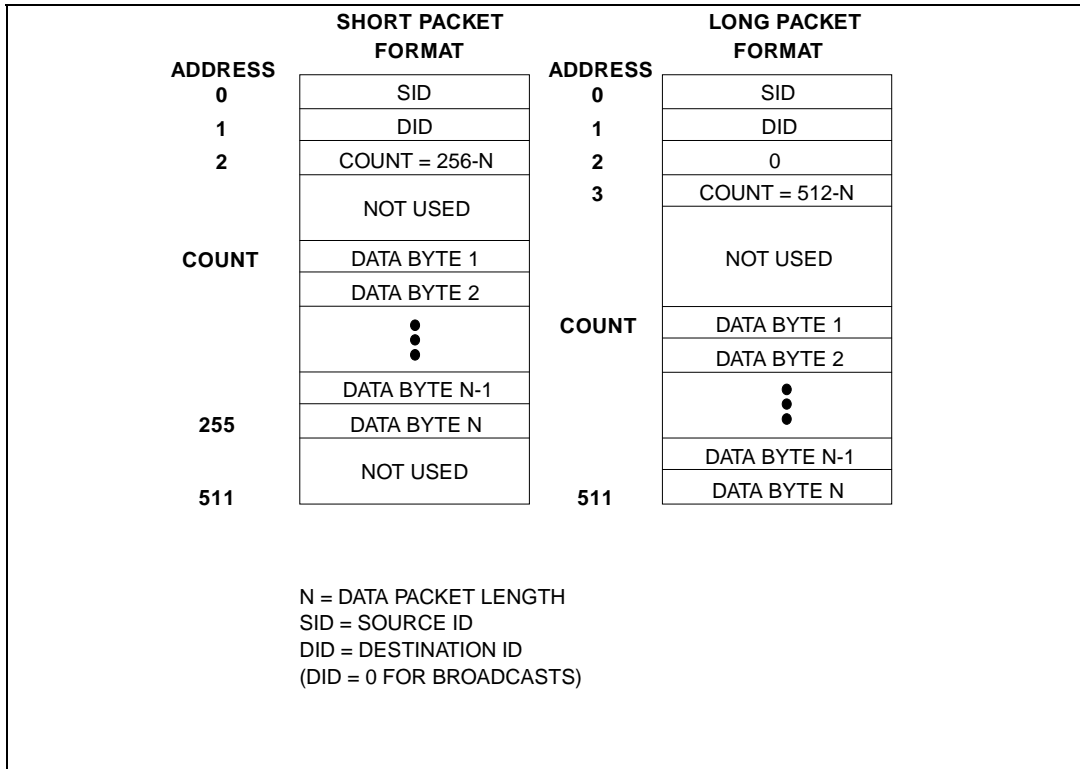 SHORT PACKET
FORMAT
ADDRESS
0
SID
1
DID
2
COUNT = 256-N
NOT USED
COUNT
DATA BYTE 1
DATA BYTE 2
DATA BYTE N-1
255
DATA BYTE N
NOT USED
511
LONG PACKET
FORMAT
ADDRESS
0
SID
1
DID
2
0
3
COUNT = 512-N
NOT USED
COUNT
DATA BYTE 1
DATA BYTE 2
DATA BYTE N-1
511
DATA BYTE N
N = DATA PACKET LENGTH
SID = SOURCE ID
DID = DESTINATION ID
(DID = 0 FOR BROADCASTS)